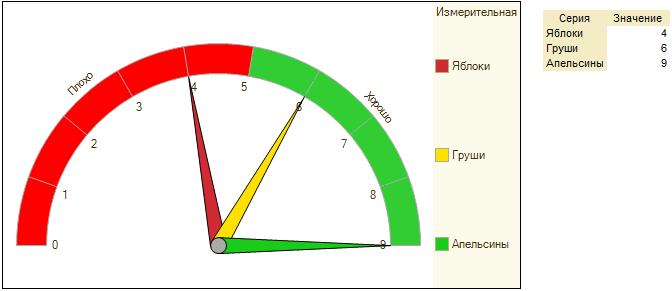 Измерительная
Плохо
Хорошо
0
1
2
3
4
5
6
7
8
9
Яблоки
Груши
Апельсины
Серия Значение
Яблоки 4
Груши 6
Апельсины 9